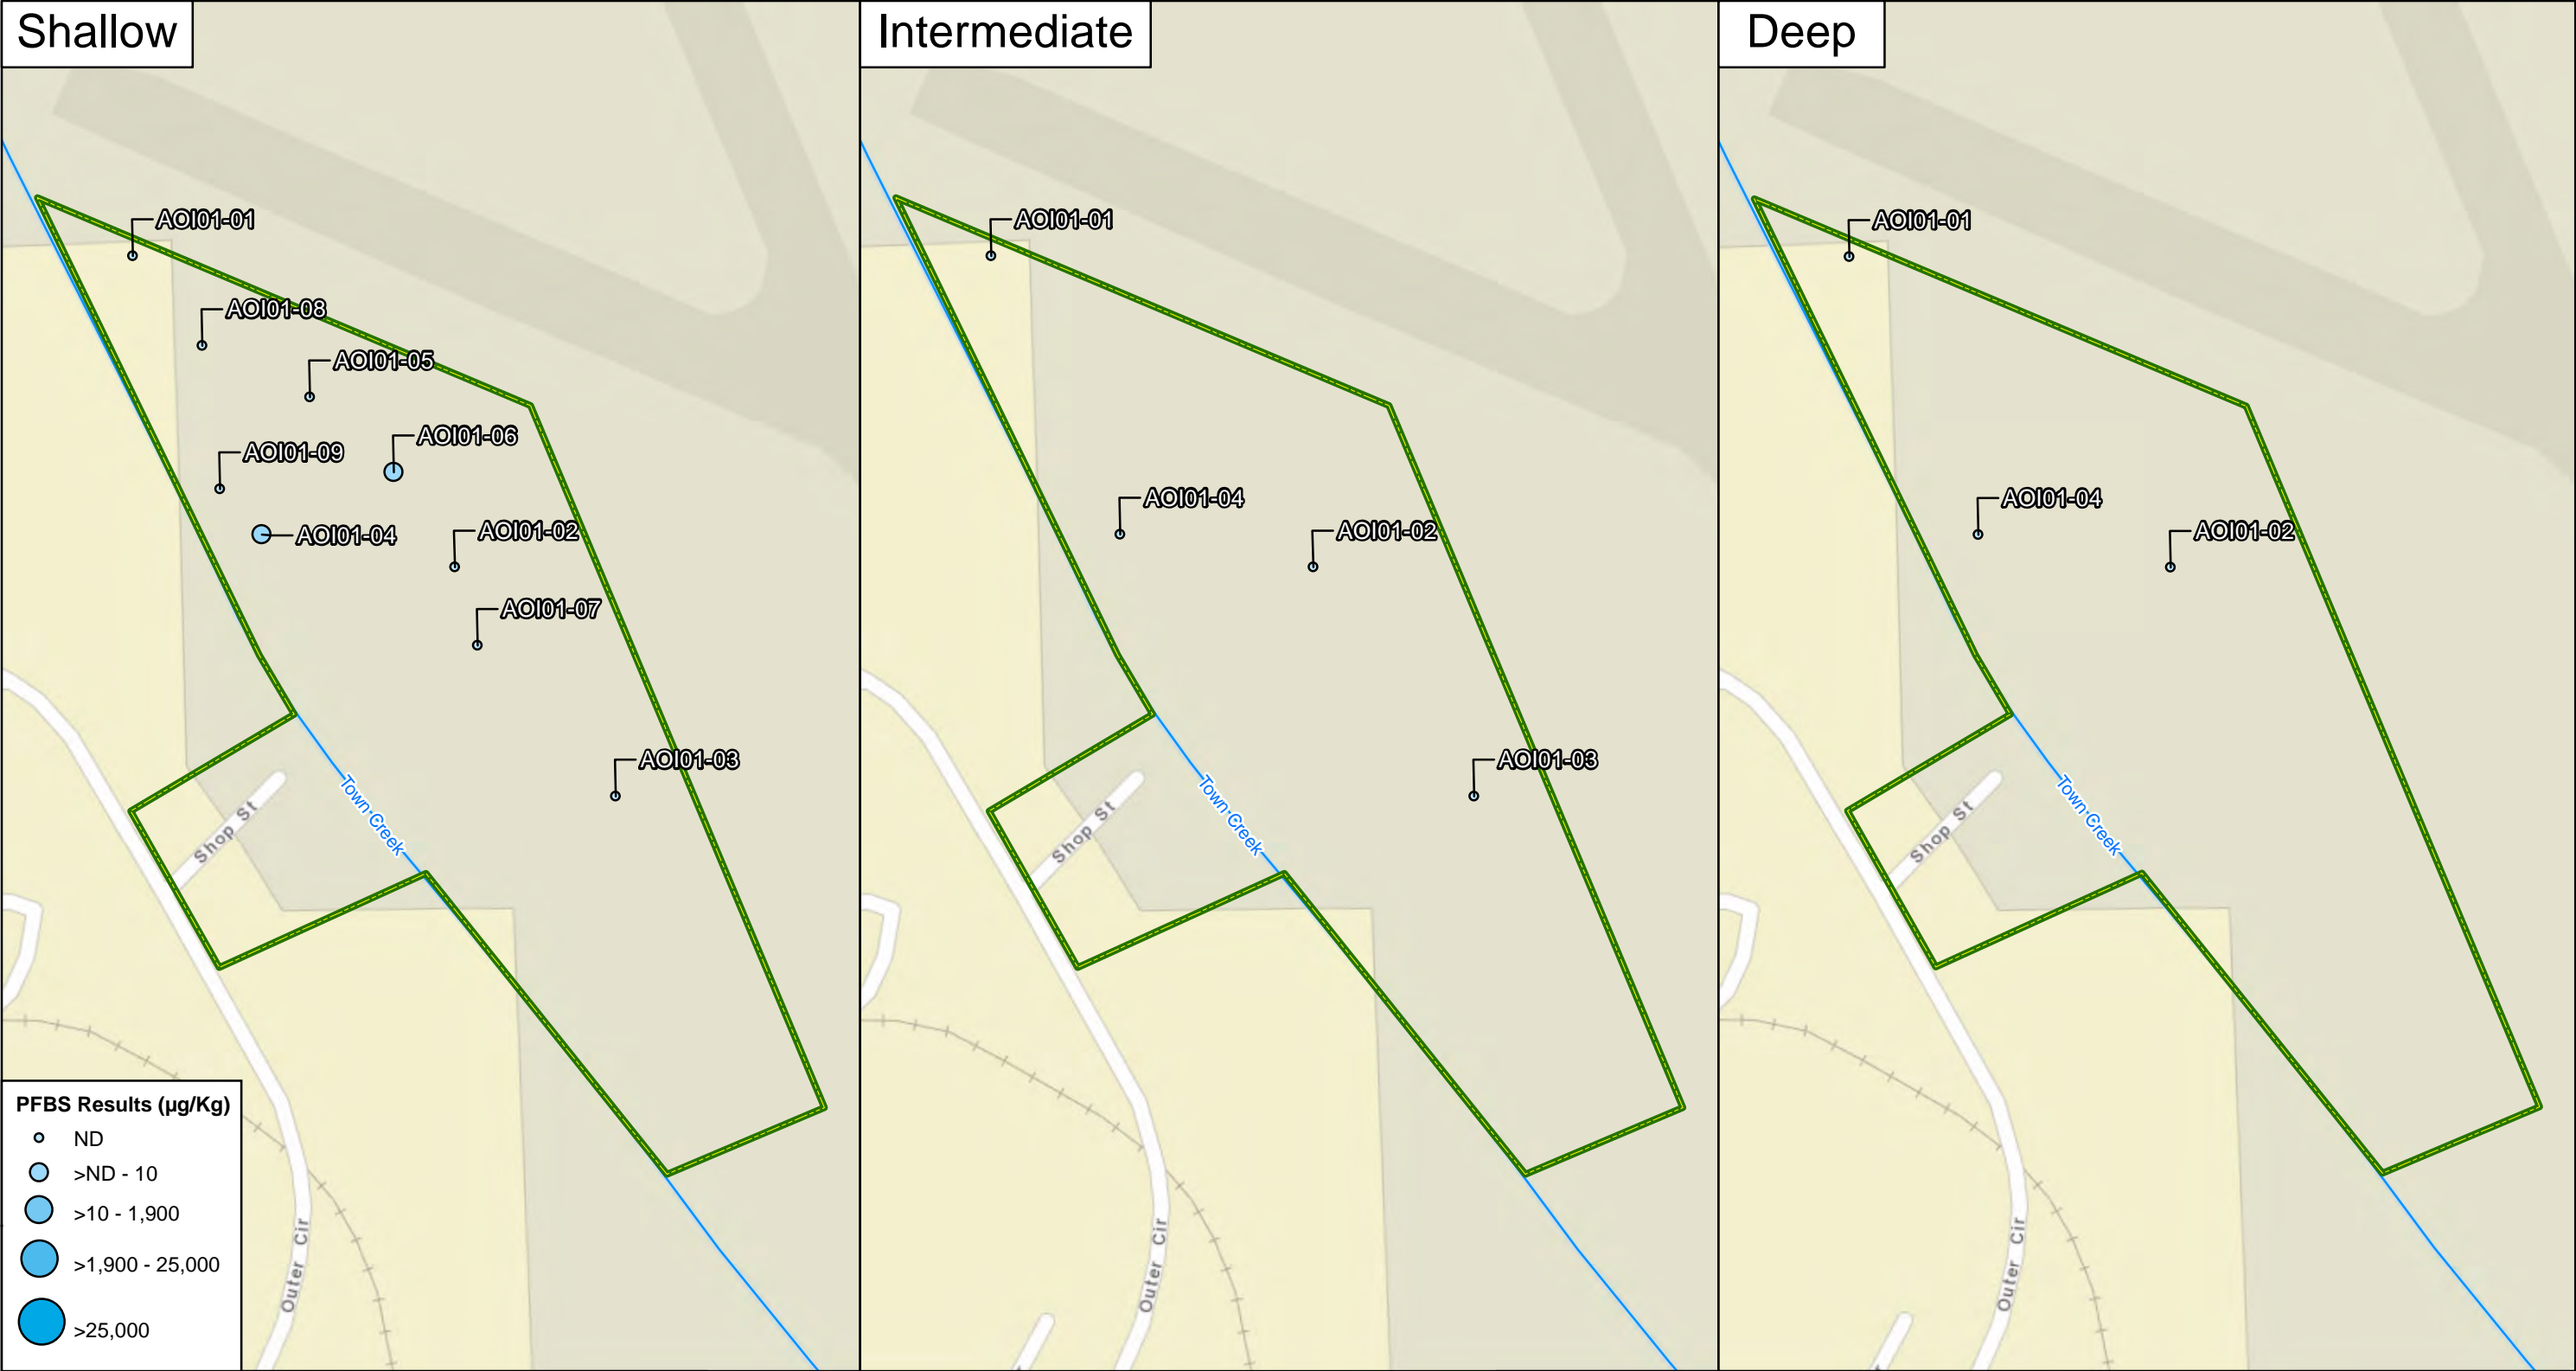 Shallow
AOI01-01
AOI01-08
AOI01-05
AOI01-06
AOI01-09
AOI01-04
AOI01-02
AOI01-07
AOI01-03
Town Creek
Shop St
Outer Cir
PFBS Results (µg/Kg)
ND
>ND - 10
>10 - 1,900
>1,900 - 25,000
>25,000
Intermediate
AOI01-01
AOI01-04
AOI01-02
AOI01-03
Town Creek
Shop St
Outer Cir
Deep
AOI01-01
AOI01-04
AOI01-02
Town Creek
Shop St
Outer Cir